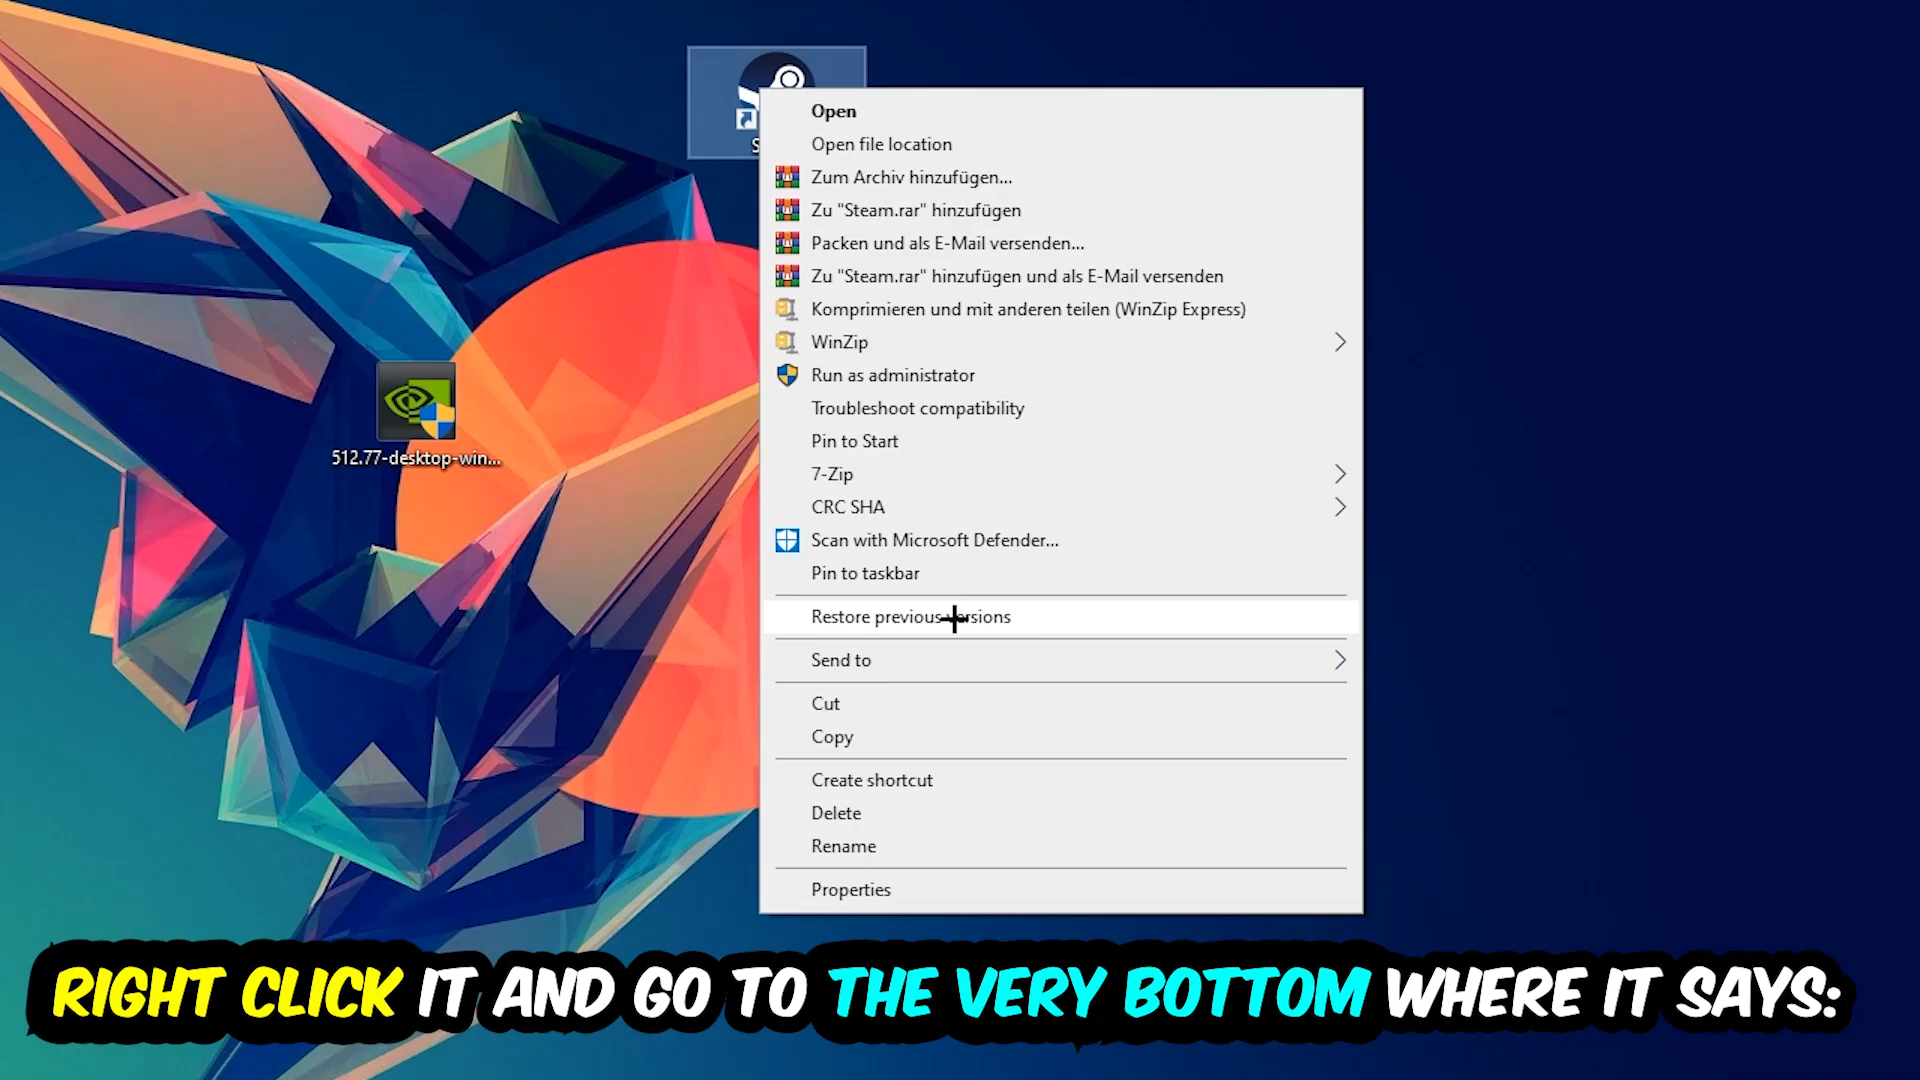 Open
Open file location
Zum Archiv hinzufügen...
Zu "Steam.rar" hinzufügen
Packen und als E-Mail versenden...
Zu "Steam.rar" hinzufügen und als E-Mail versenden
Komprimieren und mit anderen teilen (WinZip Express)
WinZip
Run as administrator
Troubleshoot compatibility
Pin to Start
7-Zip
CRC SHA
Scan with Microsoft Defender...
Pin to taskbar
Restore previous versions
Send to
Cut
Copy
Create shortcut
Delete
Rename
Properties
512.77-desktop-win...
RIGHT CLICK IT AND GO TO THE VERY BOTTOM WHERE IT SAYS: